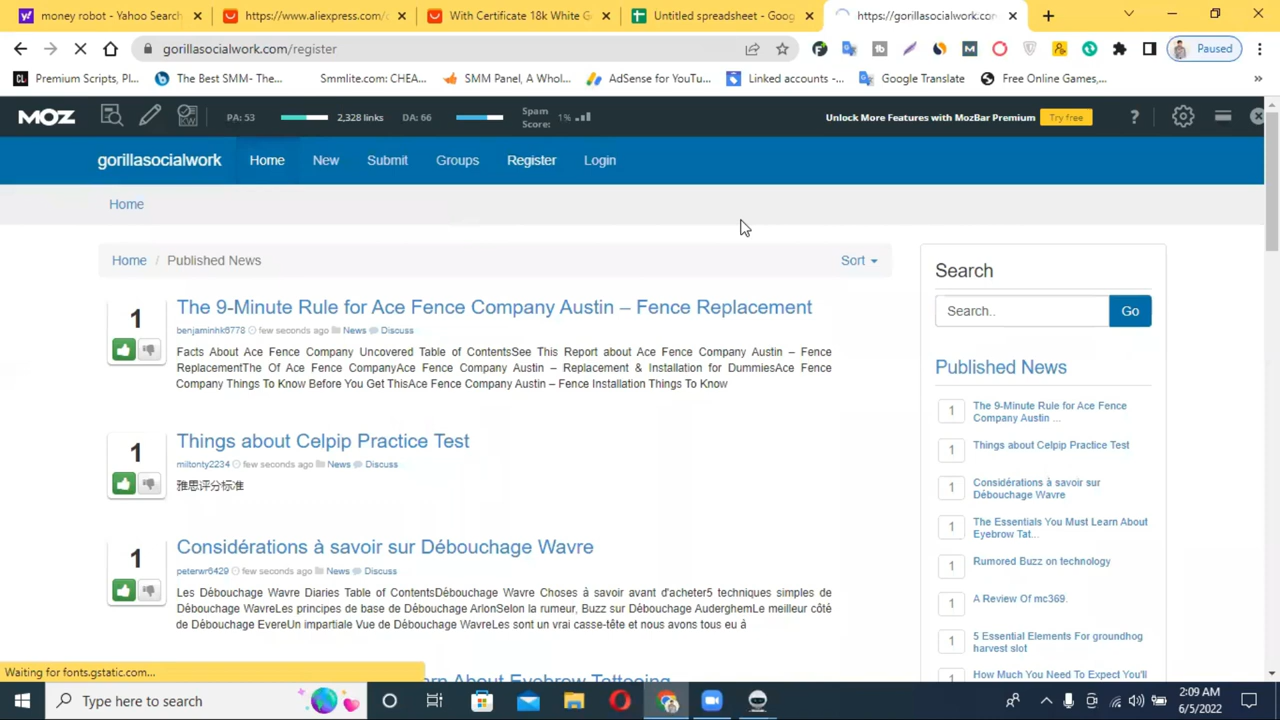 money robot - Yahoo Search
https://www.aliexpress.com/
With Certificate 18k White G
Untitled spreadsheet - Goog
https://gorillasocialwork.com
gorillasocialwork.com/register
Paused
Premium Scripts, Pl...
The Best SMM- The...
Smmlite.com: CHEA...
SMM Panel, A Whol...
AdSense for YouTu...
Linked accounts -...
Google Translate
Free Online Games,...
MOZ
PA: 53
2,328 links
DA: 66
Spam
Score:
1%
Unlock More Features with MozBar Premium
Try free
gorillasocialwork
Home
New
Submit
Groups
Register
Login
Home
Home / Published News
Sort
1
The 9-Minute Rule for Ace Fence Company Austin – Fence Replacement
benjaminhk6778 few seconds ago News Discuss
Facts About Ace Fence Company Uncovered Table of ContentsSee This Report about Ace Fence Company Austin – Fence
ReplacementThe Of Ace Fence CompanyAce Fence Company Austin – Replacement & Installation for DummiesAce Fence
Company Things To Know Before You Get ThisAce Fence Company Austin – Fence Installation Things To Know
1
Things about Celpip Practice Test
miltonty2234 few seconds ago News Discuss
雅思评分标准
1
Considérations à savoir sur Débouchage Wavre
peterwr6429 few seconds ago News Discuss
Les Débouchage Wavre Diaries Table of ContentsDébouchage Wavre Choses à savoir avant d'acheter5 techniques simples de
Débouchage WavreLes principes de base de Débouchage ArlonSelon la rumeur, Buzz sur Débouchage AuderghemLe meilleur côté
de Débouchage EvereUn impartiale Vue de Débouchage WavreLes sont un vrai casse-tête et nous avons tous eu à
rn About Eyebrow Tattooing
Search
Search..
Go
Published News
1
The 9-Minute Rule for Ace Fence
Company Austin ...
1
Things about Celpip Practice Test
1
Considérations à savoir sur
Débouchage Wavre
1
The Essentials You Must Learn About
Eyebrow Tat...
1
Rumored Buzz on technology
1
A Review Of mc369.
1
5 Essential Elements For groundhog
harvest slot
1
How Much You Need To Expect You'll
Waiting for fonts.gstatic.com...
Type here to search
2:09 AM
6/5/2022